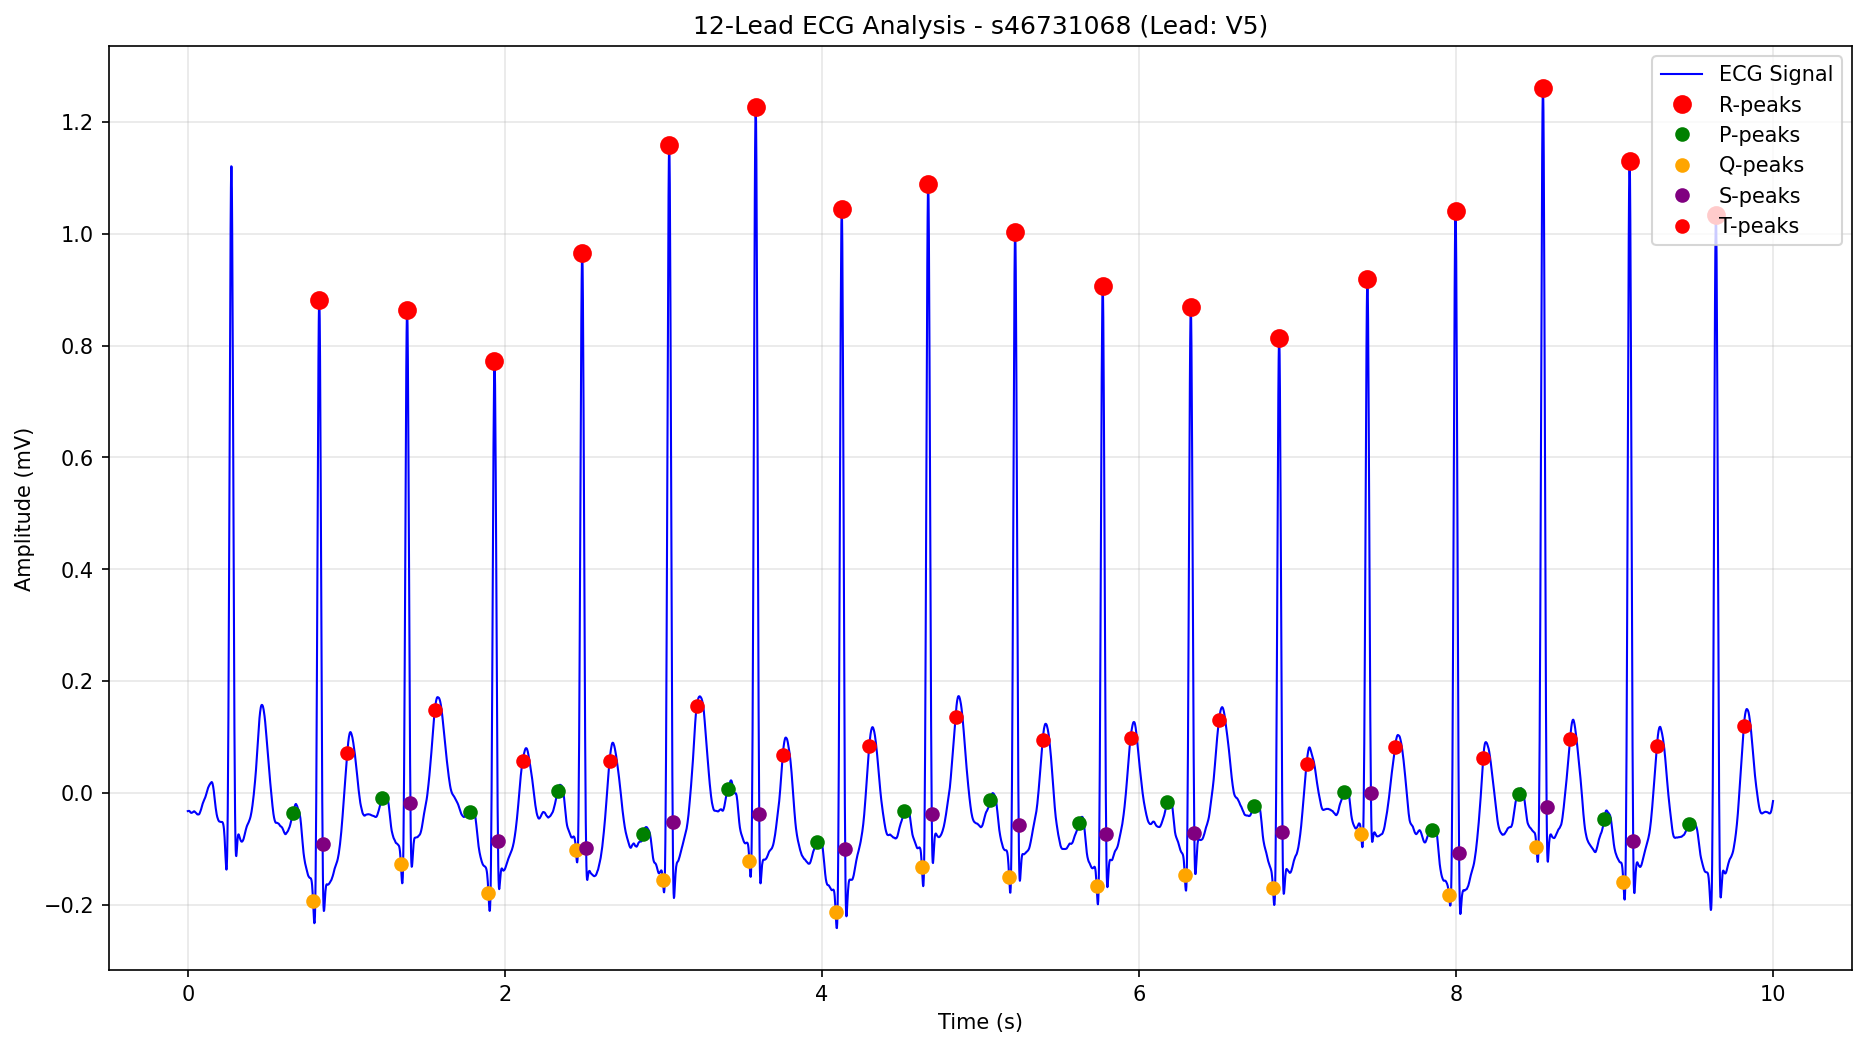 12-Lead ECG Analysis - s46731068 (Lead: V5)
ECG Signal
R-peaks
P-peaks
Q-peaks
S-peaks
T-peaks
Amplitude (mV)
1.2
1.0
0.8
0.6
0.4
0.2
0.0
−0.2
0 2 4 6 8 10
Time (s)